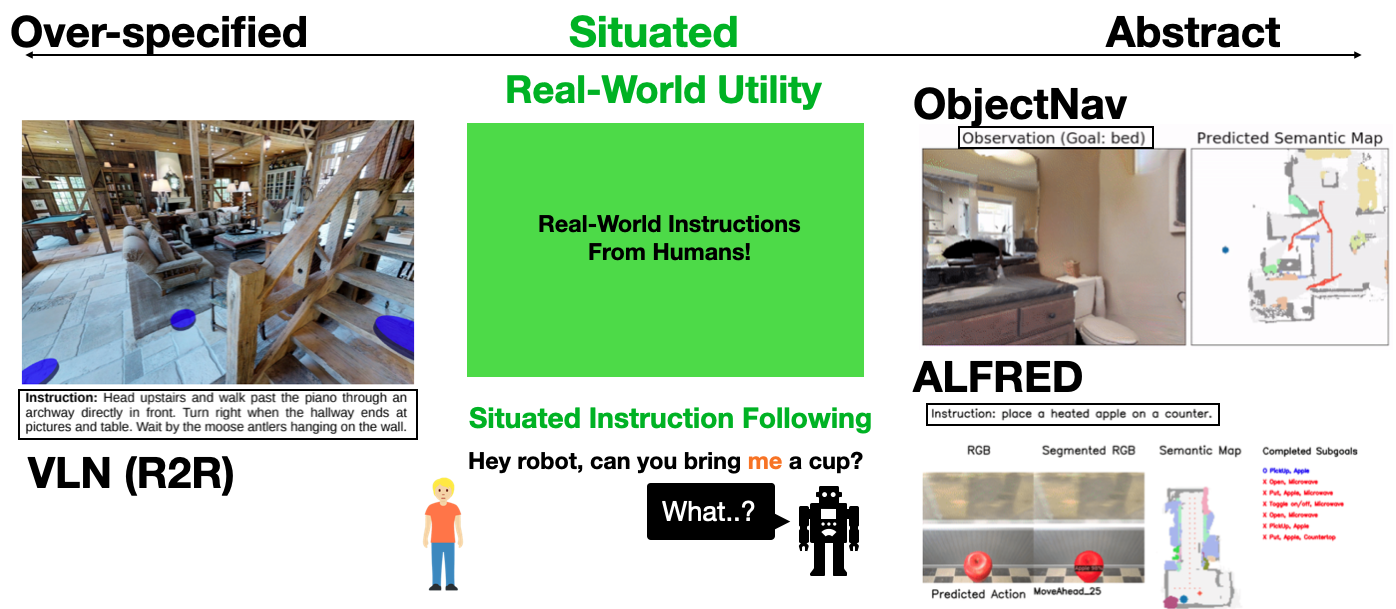 Over-specified
Situated
Abstract
Real-World Utility
Real-World Instructions
From Humans!
Instruction: Head upstairs and walk past the piano through an
archway directly in front. Turn right when the hallway ends at
pictures and table. Wait by the moose antlers hanging on the wall.
VLN (R2R)
Situated Instruction Following
Hey robot, can you bring me a cup?
What..?
ObjectNav
Observation (Goal: bed)
Predicted Semantic Map
ALFRED
Instruction: place a heated apple on a counter.
RGB
Segmented RGB
Semantic Map
Completed Subgoals
O PickUp, Apple
X Open, Microwave
X Put, Apple, Microwave
X Toggle on/off, Microwave
X Open, Microwave
X PickUp, Apple
X Put, Apple, Countertop
Predicted Action
MoveAhead_25